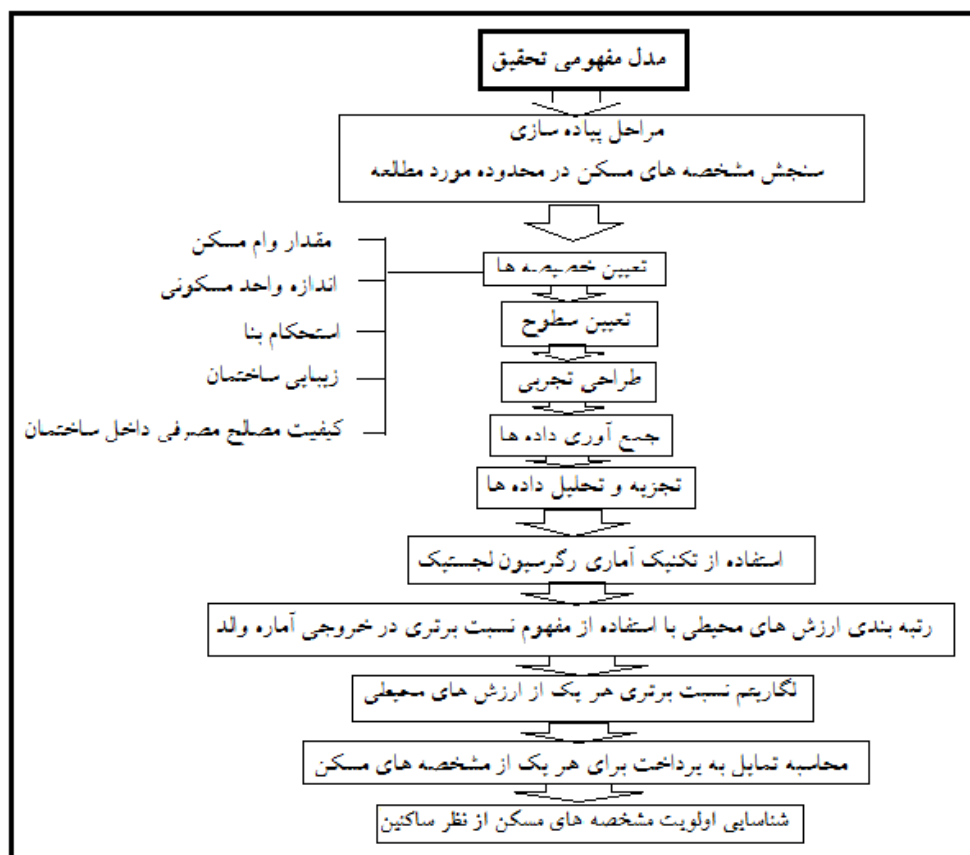 مدل مفهومی تحقیق
مراحل پیاده سازی
سنجش مشخصه های مسکن در محدوده مورد مطلعه
تعیین خصیصه ها
مقدار وام مسکن
اندازه واحد مسکونی
استحکام بنا
زیبایی ساختمان
کیفیت مصالح مصرفی داخل ساختمان
تعیین سطوح
طراحی تجربی
جمع آوری داده ها
تجزیه و تحلیل داده ها
استفاده از تکنیک آماری رگرسیون لجستیک
رتبه بندی ارزش های محیطی با استفاده از مفهوم نسبت برتری در خروجی آماره والد
لگاریتم نسبت برتری هر یک از ارزش های محیطی
محاسبه تمایل به پرداخت برای هر یک از مشخصه های مسکن
شناسایی اولویت مشخصه های مسکن از نظر ساکنین